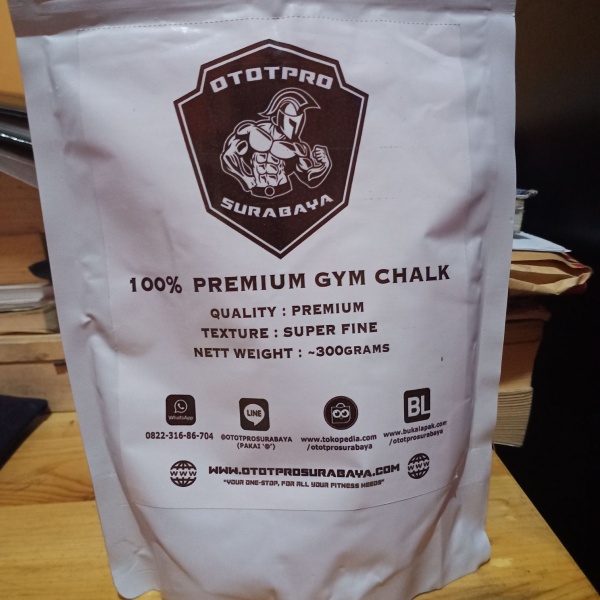 OTOTPRO
SURABAYA
100% PREMIUM GYM CHALK
QUALITY : PREMIUM
TEXTURE : SUPER FINE
NETT WEIGHT : ~300GRAMS
WhatsApp
LINE
BL
0822-316-86-704
@OTOTPROSURABAYA
(PAKAI '@')
www.tokopedia.com
/ototprosurabaya
www.bukalapak.com
/ototprosurabaya
WWW WWW.OTOTPROSURABAYA.COM WWW
"YOUR ONE-STOP, FOR ALL YOUR FITNESS NEEDS"